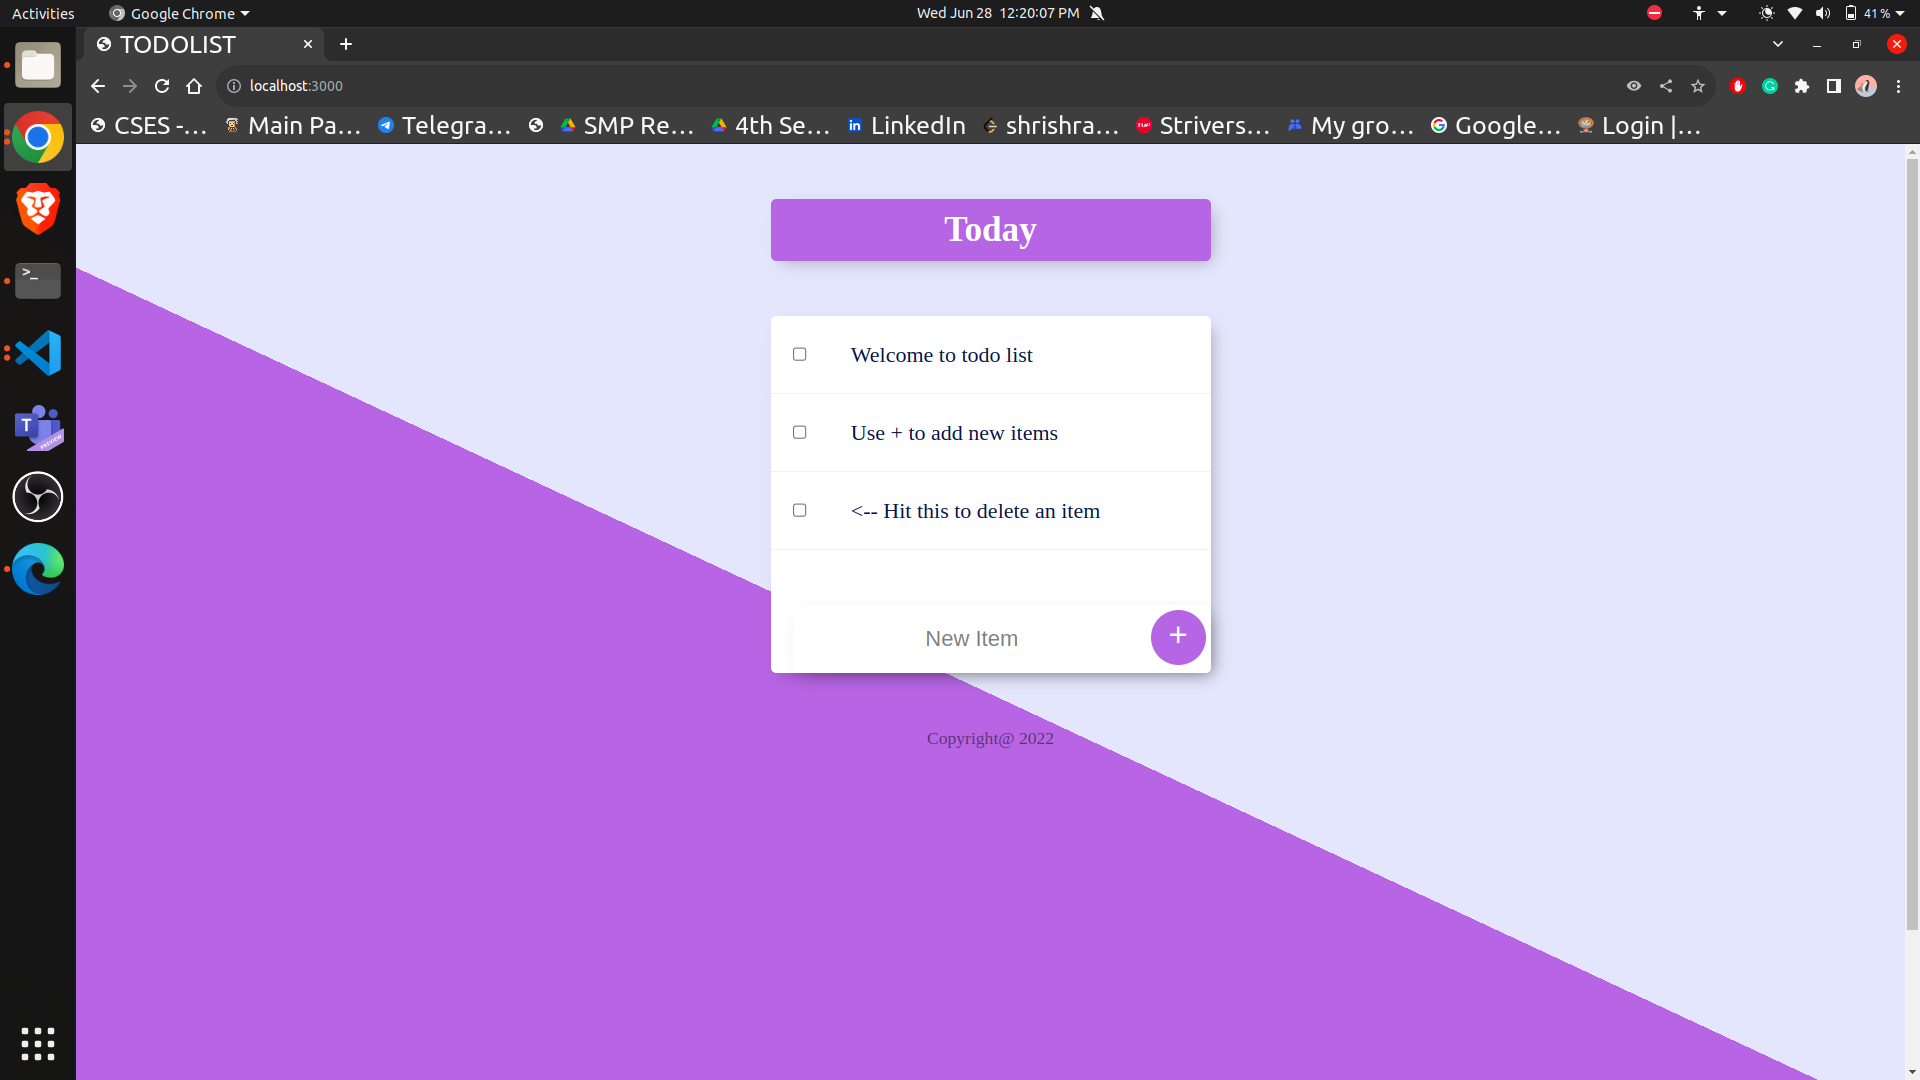 Activities
Google Chrome
Wed Jun 28 12:20:07 PM
41 %
TODOLIST
localhost:3000
CSES -...
Main Pa...
Telegra...
SMP Re...
4th Se...
LinkedIn
shrishra...
Strivers...
My gro...
Google...
Login |...
Today
Welcome to todo list
Use + to add new items
<-- Hit this to delete an item
New Item
+
Copyright@ 2022